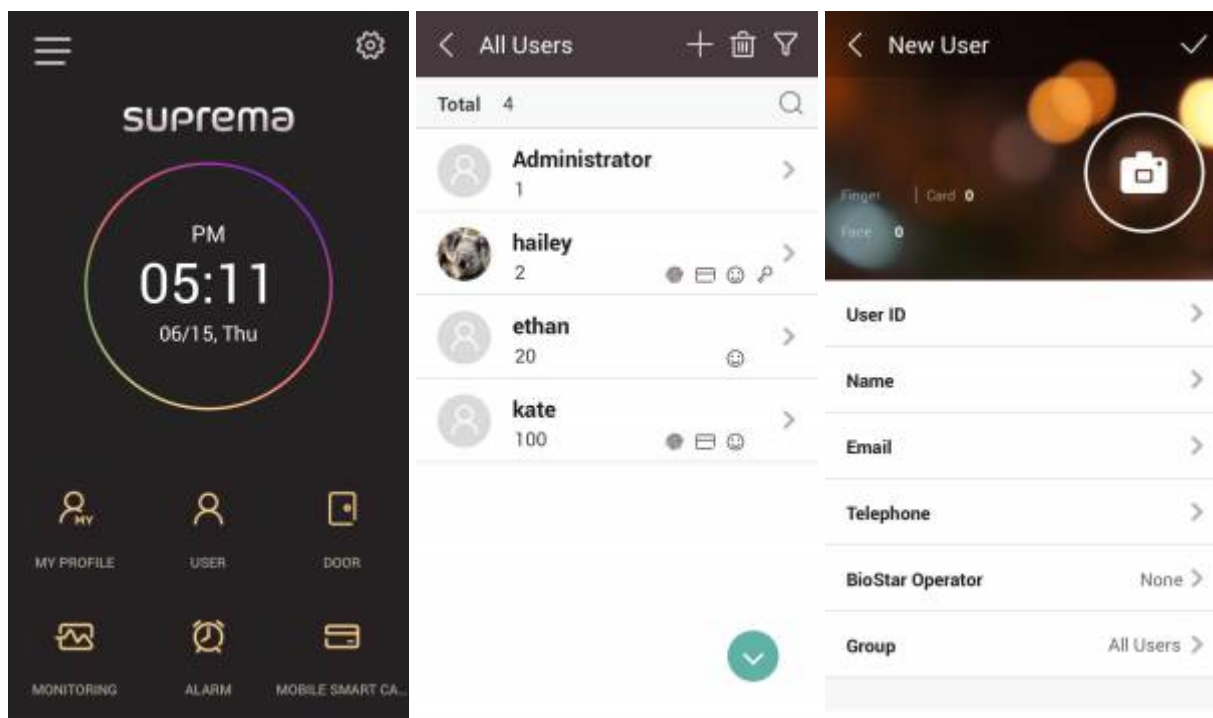 suprema
PM
05:11
06/15, Thu
MY PROFILE
USER
DOOR
MONITORING
ALARM
MOBILE SMART CA...
All Users
Total 4
Administrator
1
hailey
2
ethan
20
kate
100
New User
Finger | Card 0
Face 0
User ID
Name
Email
Telephone
BioStar Operator None
Group All Users